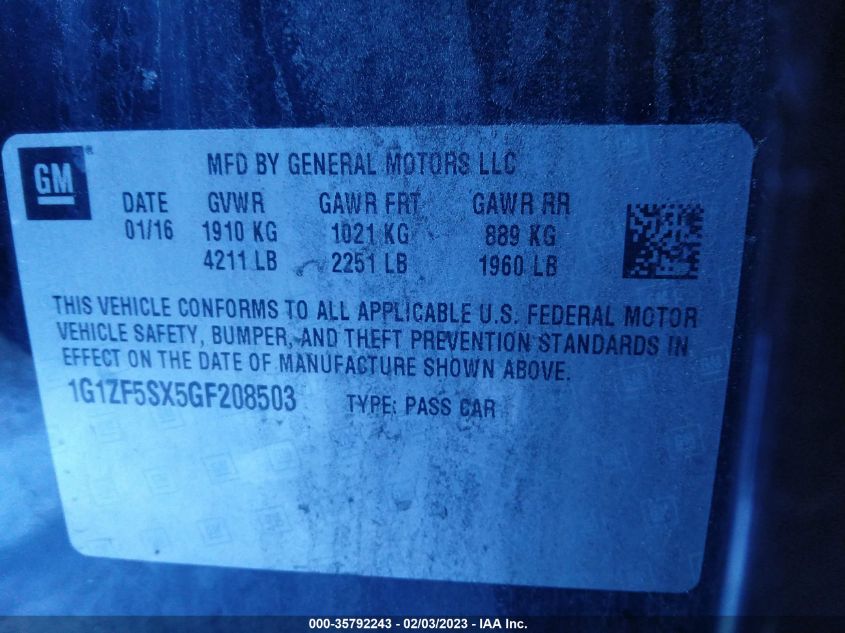 GM®
MFD BY GENERAL MOTORS LLC
DATE GVWR GAWR FRT GAWR RR
01/16 1910 KG 1021 KG 889 KG
4211 LB 2251 LB 1960 LB
THIS VEHICLE CONFORMS TO ALL APPLICABLE U.S. FEDERAL MOTOR
VEHICLE SAFETY, BUMPER, AND THEFT PREVENTION STANDARDS IN
EFFECT ON THE DATE OF MANUFACTURE SHOWN ABOVE.
1G1ZF5SX5GF208503 TYPE: PASS CAR
000-35792243 - 02/03/2023 - IAA Inc.